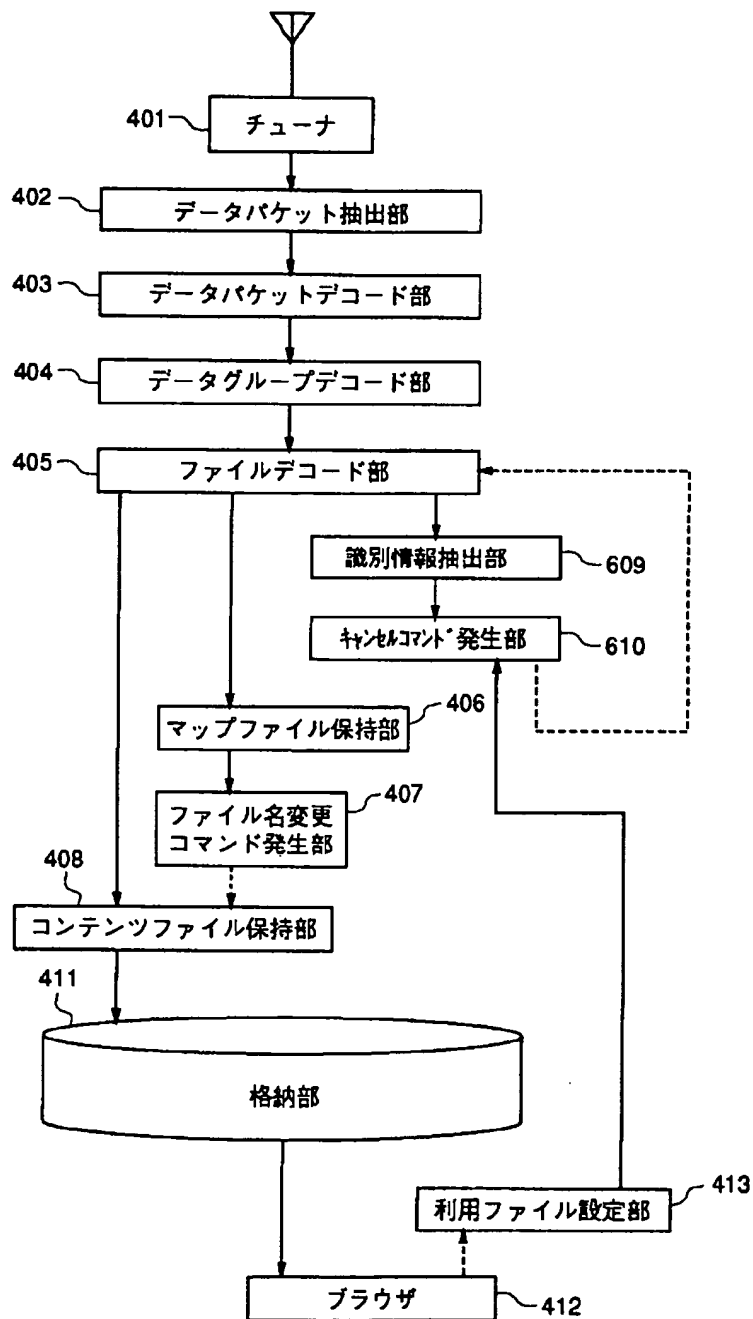 401
チューナ
402
データパケット抽出部
403
データパケットデコード部
404
データグループデコード部
405
ファイルデコード部
識別情報抽出部
609
ｷｬﾝｾﾙｺﾏﾝﾄﾞ発生部
610
406
マップファイル保持部
407
ファイル名変更
コマンド発生部
408
コンテンツファイル保持部
411
格納部
413
利用ファイル設定部
ブラウザ
412